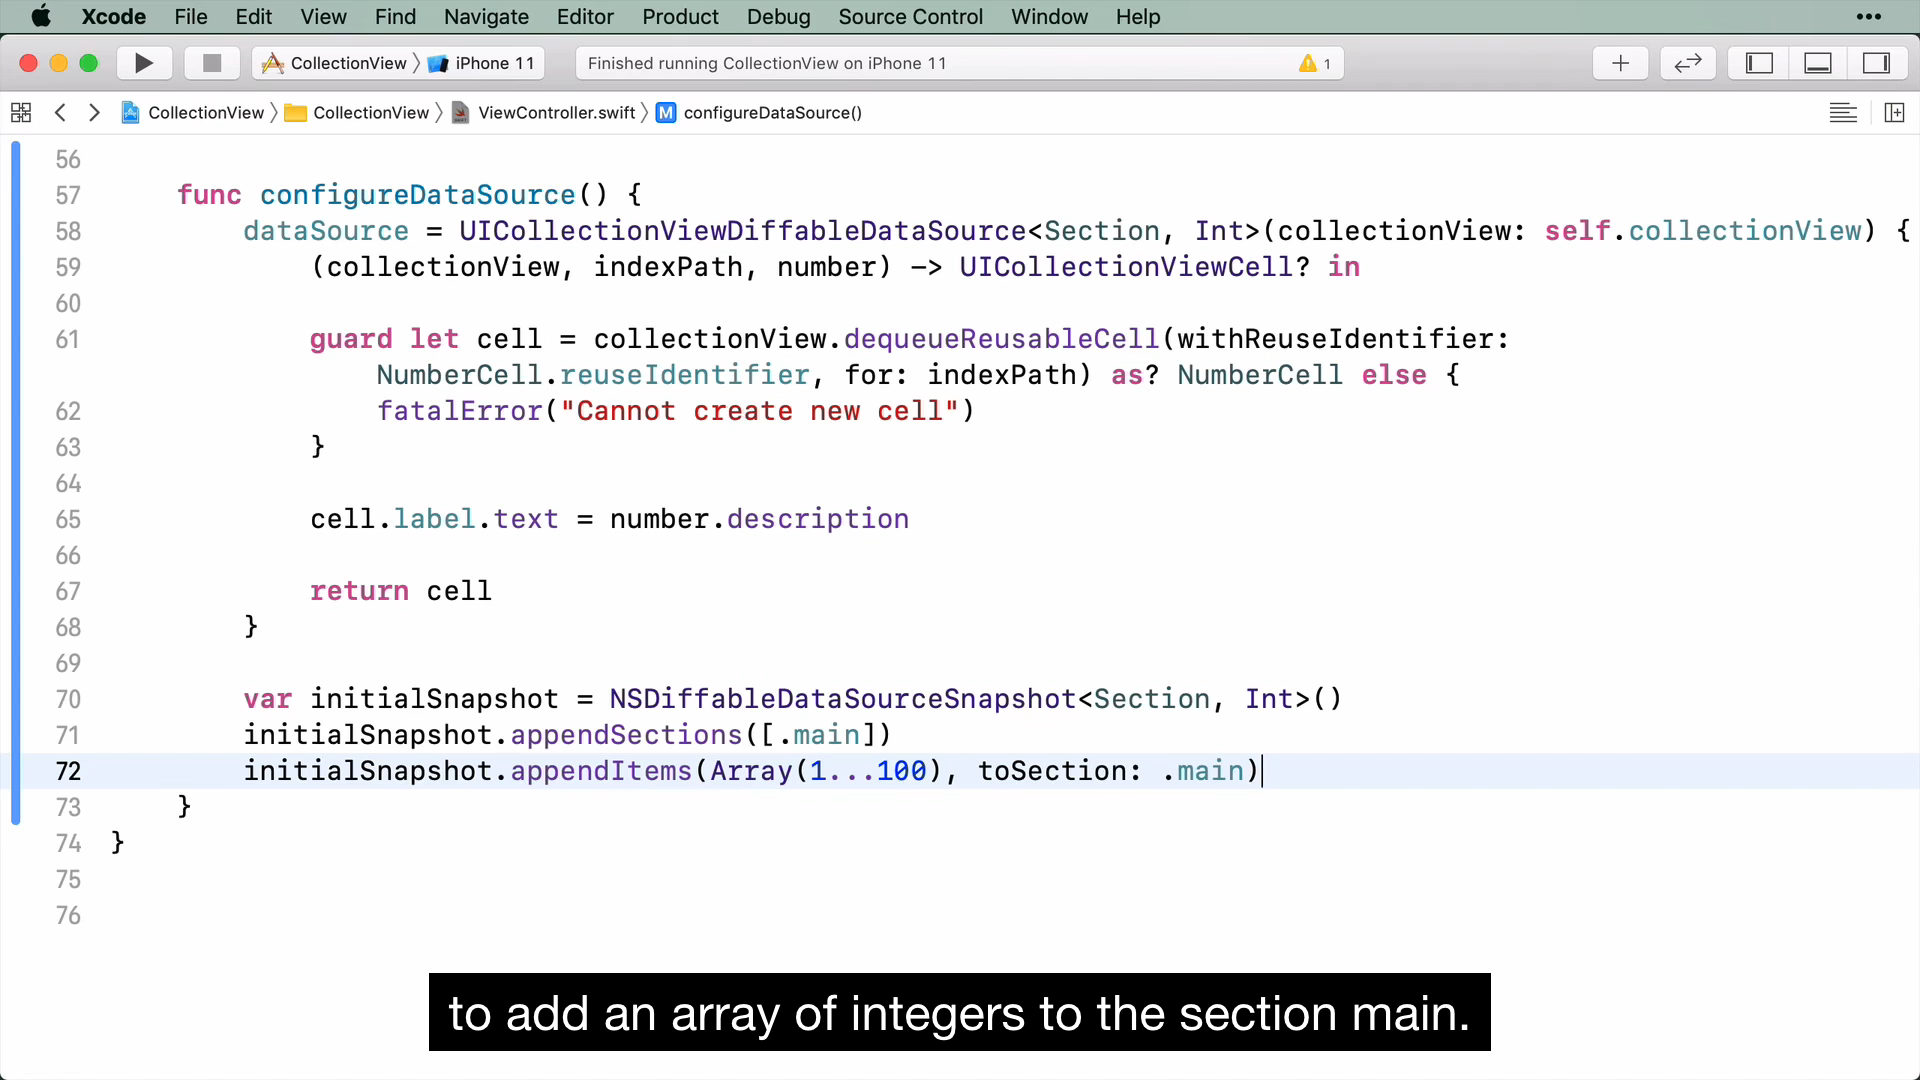 Xcode File Edit View Find Navigate Editor Product Debug Source Control Window Help •••
CollectionView 〉 iPhone 11 Finished running CollectionView on iPhone 11 1
CollectionView 〉 CollectionView 〉 ViewController.swift 〉 M configureDataSource()
56
57 func configureDataSource() {
58 dataSource = UICollectionViewDiffableDataSource<Section, Int>(collectionView: self.collectionView) {
59 (collectionView, indexPath, number) -> UICollectionViewCell? in
60
61 guard let cell = collectionView.dequeueReusableCell(withReuseIdentifier:
NumberCell.reuseIdentifier, for: indexPath) as? NumberCell else {
62 fatalError("Cannot create new cell")
63 }
64
65 cell.label.text = number.description
66
67 return cell
68 }
69
70 var initialSnapshot = NSDiffableDataSourceSnapshot<Section, Int>()
71 initialSnapshot.appendSections([.main])
72 initialSnapshot.appendItems(Array(1...100), toSection: .main)
73 }
74 }
75
76
to add an array of integers to the section main.